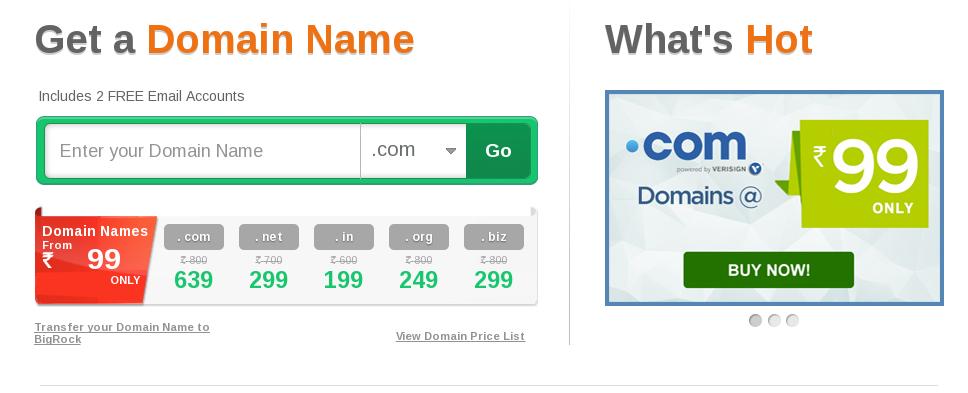 Get a Domain Name
Includes 2 FREE Email Accounts
Enter your Domain Name
.com
Go
Domain Names
From
₹ 99
ONLY
. com . net . in . org . biz
₹ 800 ₹ 700 ₹ 600 ₹ 800 ₹ 800
639 299 199 249 299
Transfer your Domain Name to
BigRock
View Domain Price List
What's Hot
.com
powered by VERISIGN
Domains @
₹99
ONLY
BUY NOW!